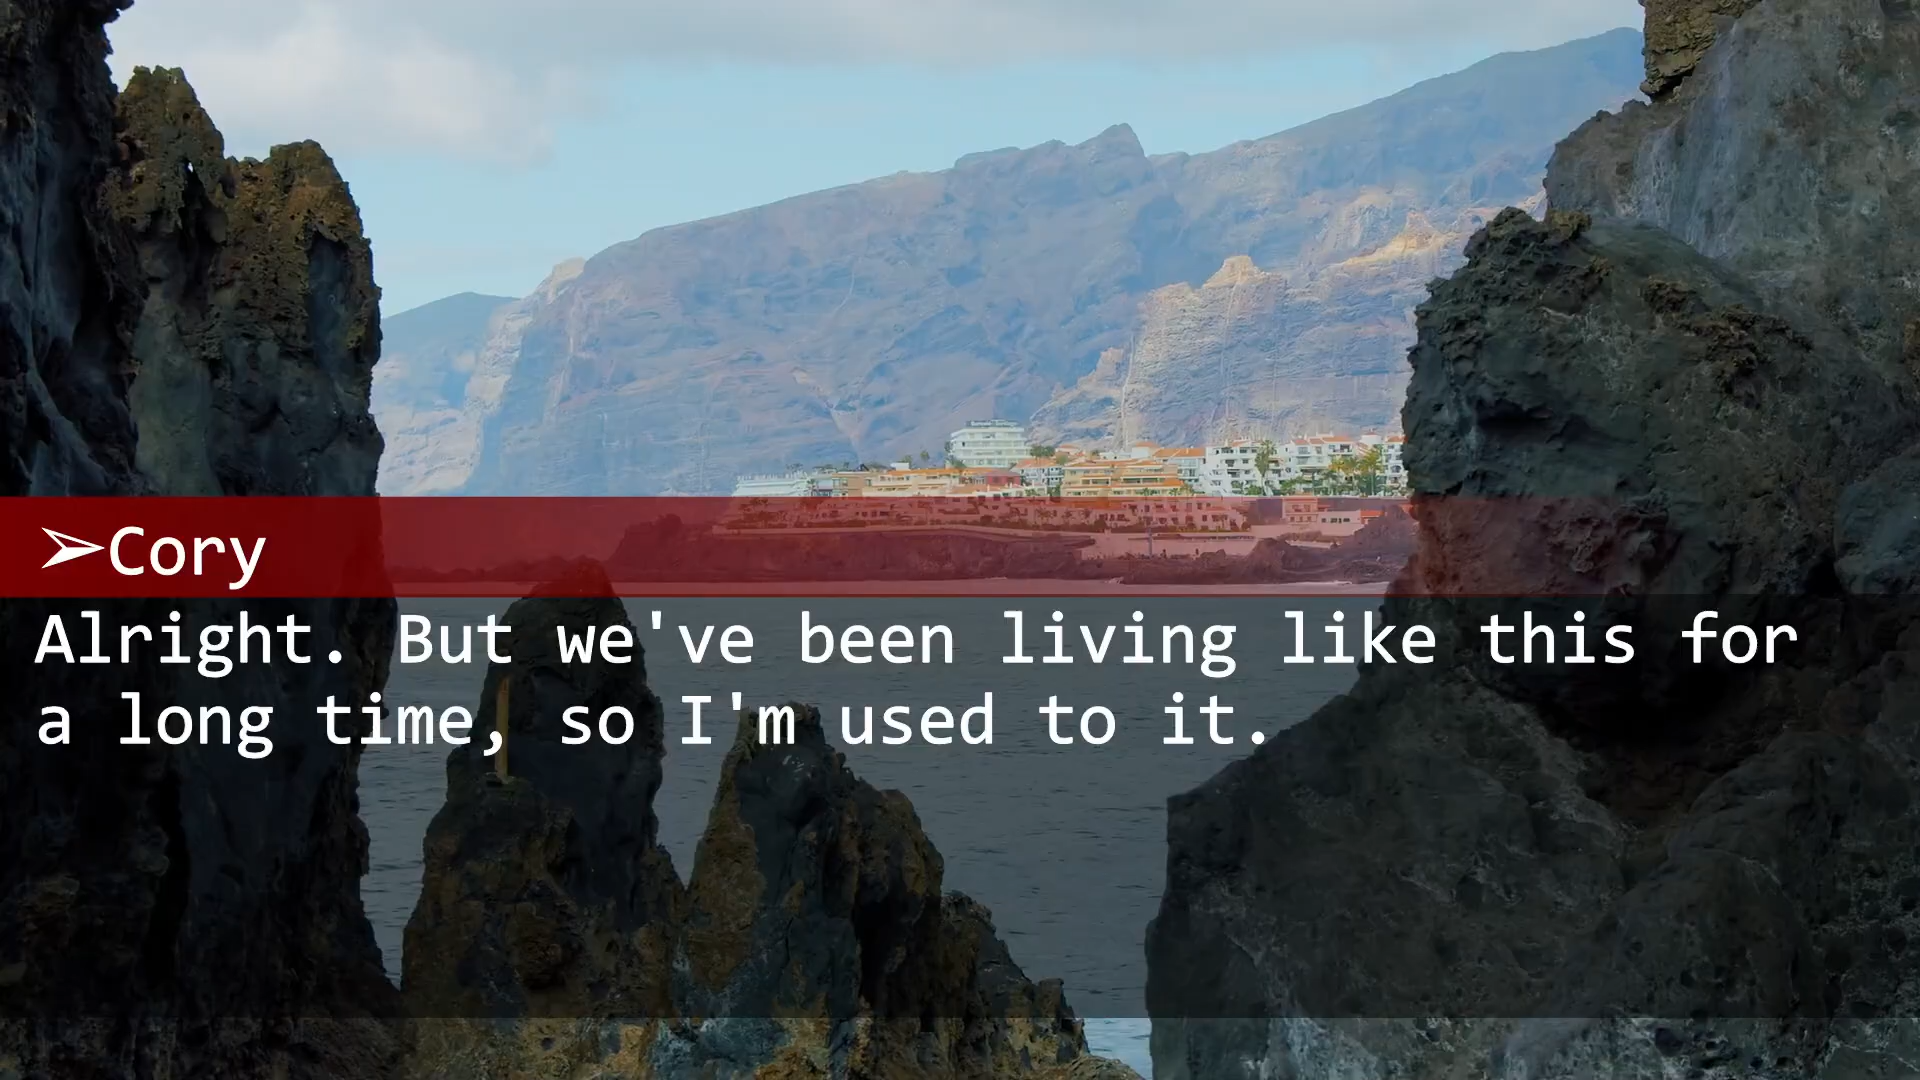 ➢Cory
Alright. But we've been living like this for
a long time, so I'm used to it.